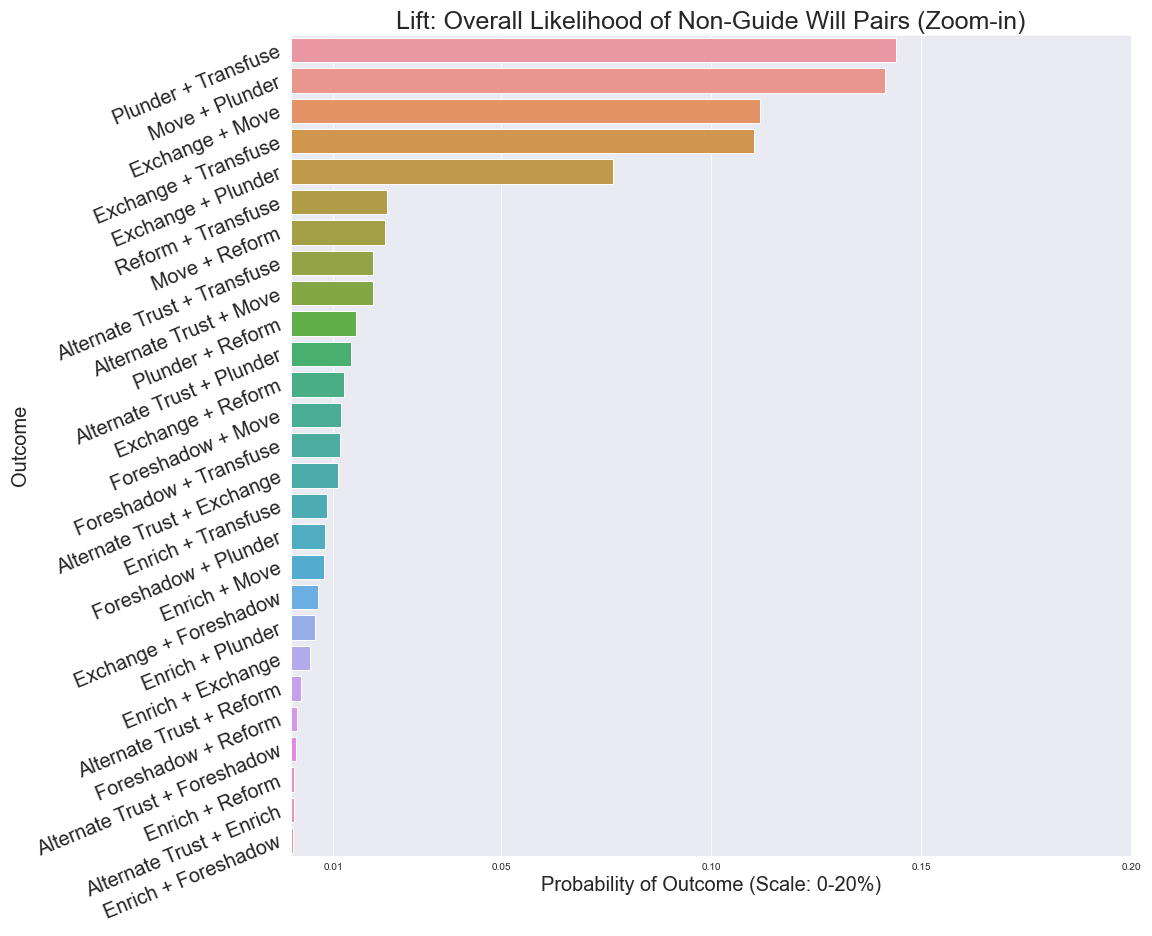 Lift: Overall Likelihood of Non-Guide Will Pairs (Zoom-in)
Outcome
Plunder + Transfuse
Move + Plunder
Exchange + Move
Exchange + Transfuse
Exchange + Plunder
Reform + Transfuse
Move + Reform
Alternate Trust + Transfuse
Alternate Trust + Move
Plunder + Reform
Alternate Trust + Plunder
Exchange + Reform
Foreshadow + Move
Foreshadow + Transfuse
Alternate Trust + Exchange
Enrich + Transfuse
Foreshadow + Plunder
Enrich + Move
Exchange + Foreshadow
Enrich + Plunder
Enrich + Exchange
Alternate Trust + Reform
Foreshadow + Reform
Alternate Trust + Foreshadow
Enrich + Reform
Alternate Trust + Enrich
Enrich + Foreshadow
0.01 0.05 0.10 0.15 0.20
Probability of Outcome (Scale: 0-20%)